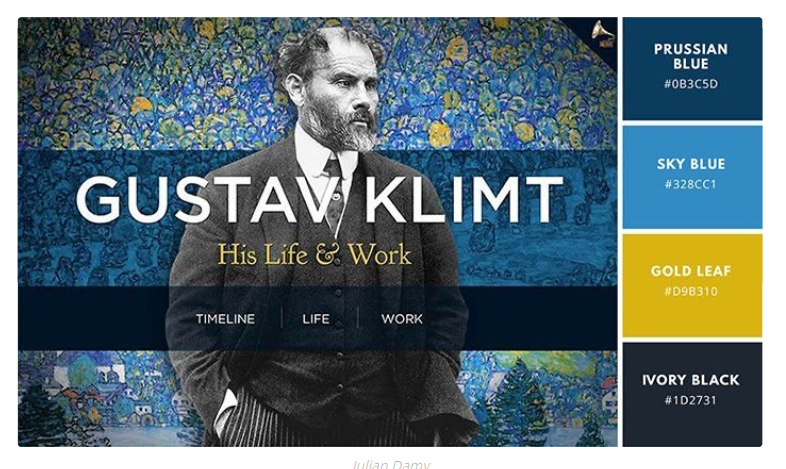 GUSTAV KLIMT
His Life & Work
TIMELINE LIFE WORK
PRUSSIAN
BLUE
#0B3C5D
SKY BLUE
#328CC1
GOLD LEAF
#D9B310
IVORY BLACK
#1D2731
Julian Damy